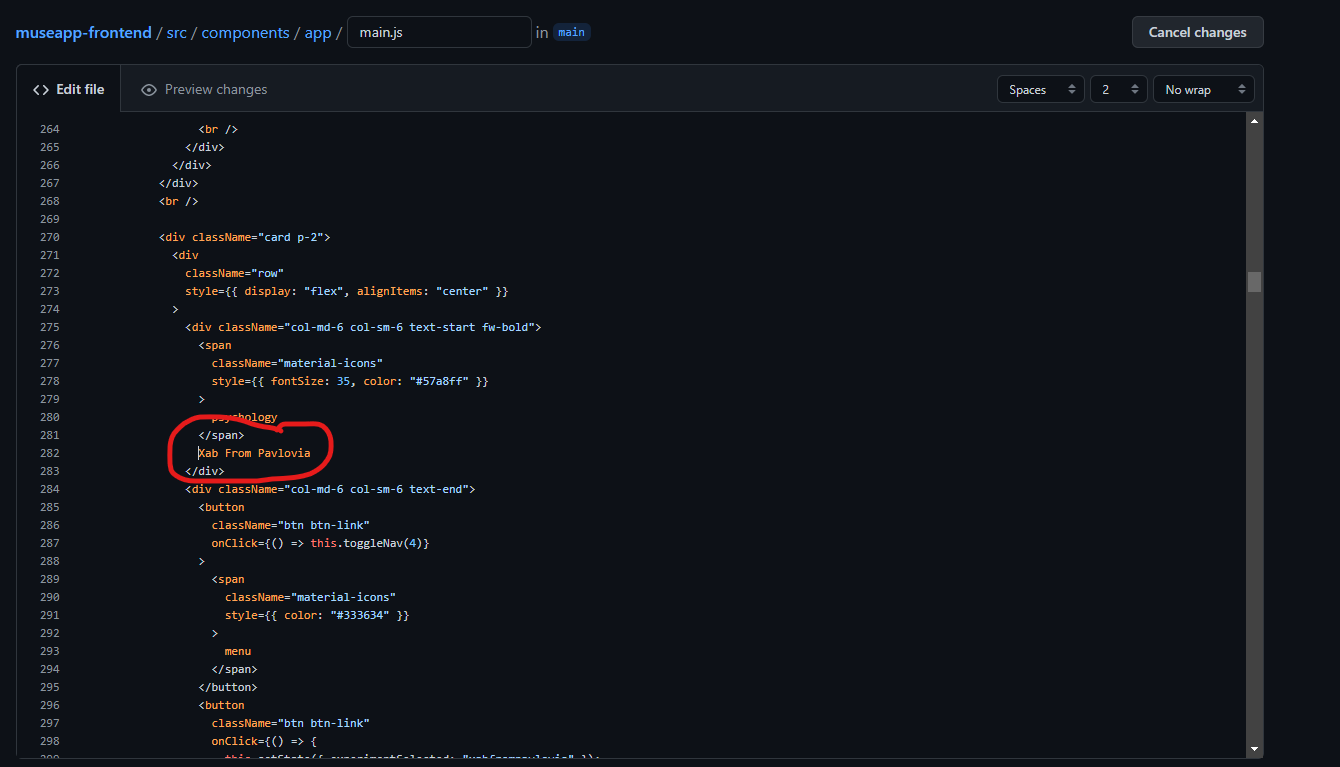 museapp-frontend / src / components / app / main.js in main
Cancel changes
Edit file
Preview changes
Spaces
2
No wrap
264 <br />
265 </div>
266 </div>
267 </div>
268 <br />
269
270 <div className="card p-2">
271 <div
272 className="row"
273 style={{ display: "flex", alignItems: "center" }}
274 >
275 <div className="col-md-6 col-sm-6 text-start fw-bold">
276 <span
277 className="material-icons"
278 style={{ fontSize: 35, color: "#57a8ff" }}
279 >
280 psychology
281 </span>
282 Xab From Pavlovia
283 </div>
284 <div className="col-md-6 col-sm-6 text-end">
285 <button
286 className="btn btn-link"
287 onClick={() => this.toggleNav(4)}
288 >
289 <span
290 className="material-icons"
291 style={{ color: "#333634" }}
292 >
293 menu
294 </span>
295 </button>
296 <button
297 className="btn btn-link"
298 onClick={() => {
299 this.setState({ experimentSelected: "xabfrompavlovia" });